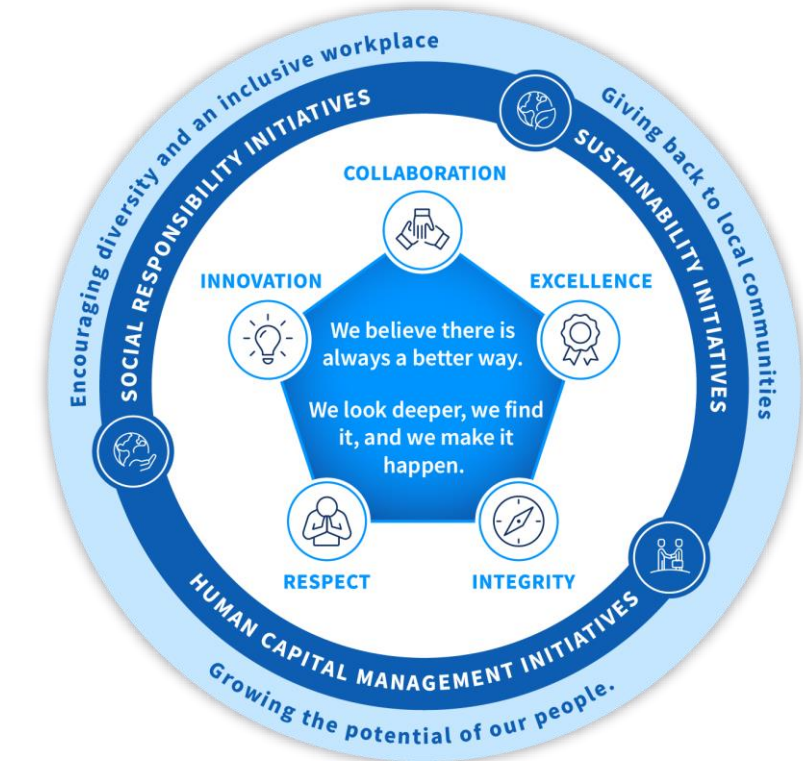 Encouraging diversity and an inclusive workplace
Giving back to local communities
SOCIAL RESPONSIBILITY INITIATIVES
SUSTAINABILITY INITIATIVES
COLLABORATION
INNOVATION
EXCELLENCE
We believe there is
always a better way.
We look deeper, we find
it, and we make it
happen.
RESPECT
INTEGRITY
HUMAN CAPITAL MANAGEMENT INITIATIVES
Growing the potential of our people.